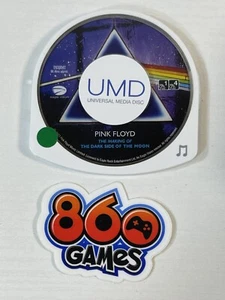 UMD
UNIVERSAL MEDIA DISC
PINK FLOYD
THE MAKING OF
THE DARK SIDE OF THE MOON
860
GAMES